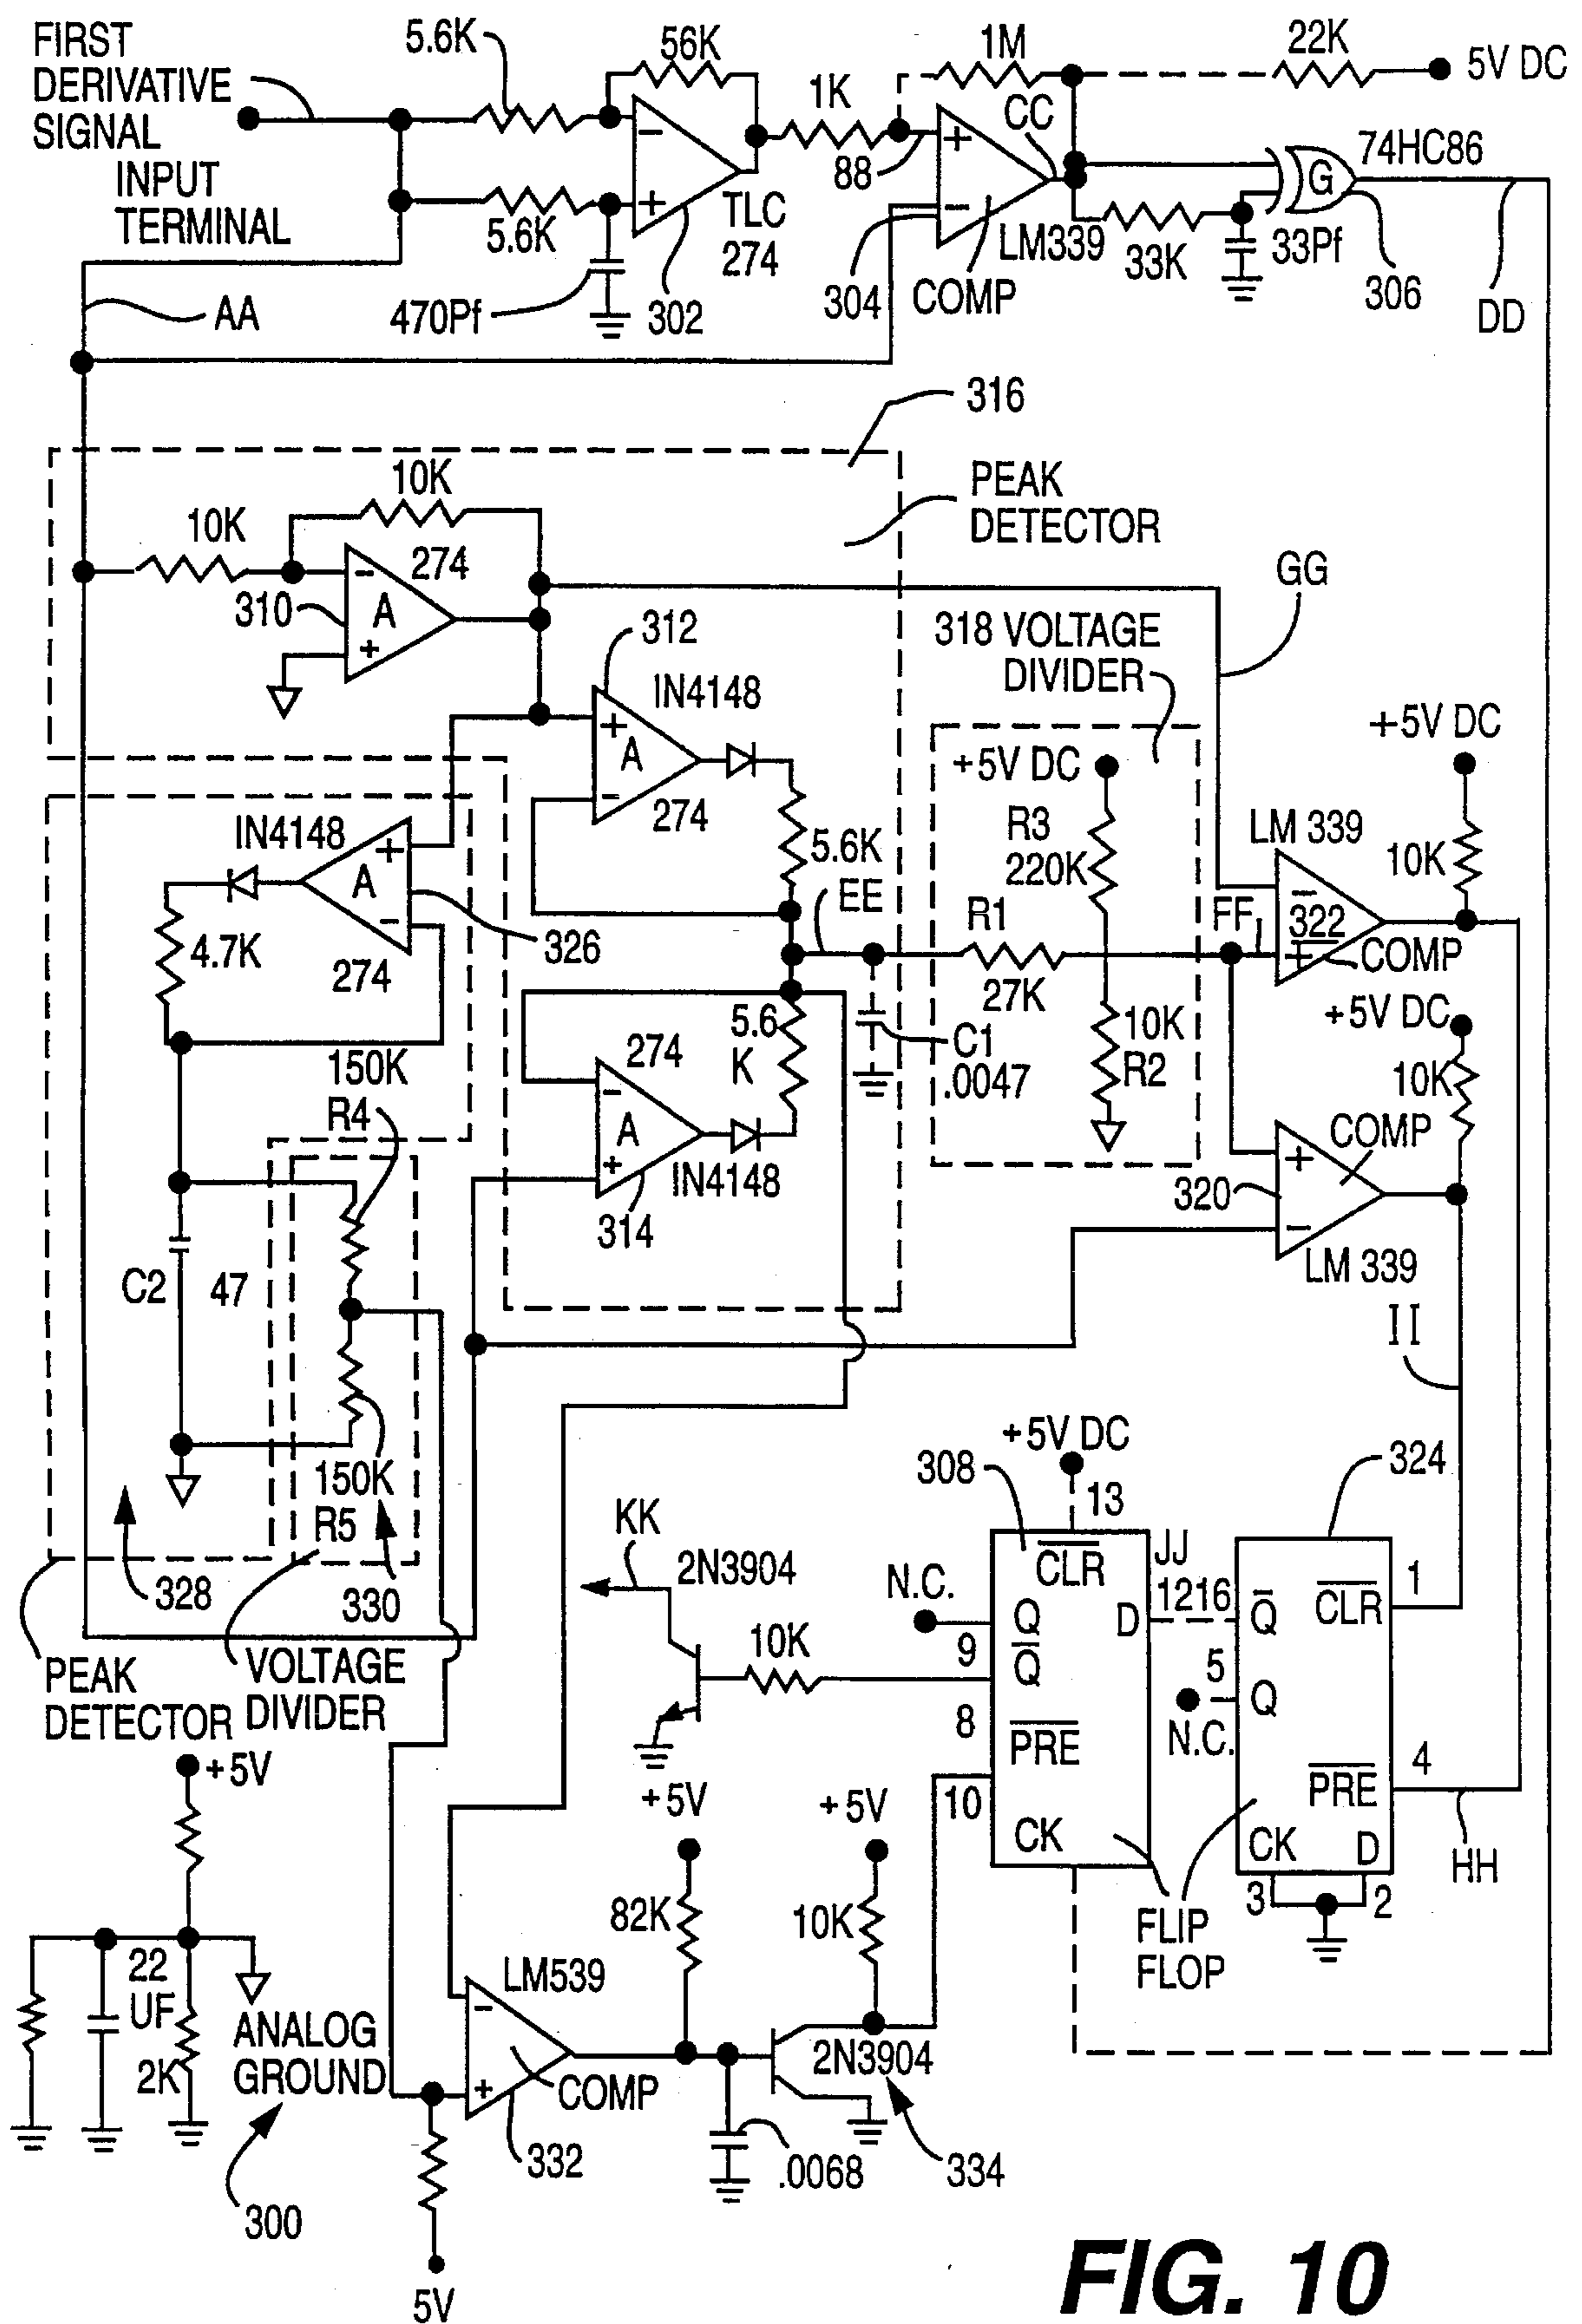 FIRST
DERIVATIVE
SIGNAL
INPUT
TERMINAL
5.6K
56K
1K
1M
22K
5V DC
88
CC
74HC86
G
5.6K
TLC
274
304
COMP
LM339
33K
33Pf
306
DD
470Pf
302
AA
316
PEAK
DETECTOR
10K
10K
274
310
A
GG
312
318 VOLTAGE
DIVIDER
IN4148
A
274
+5V DC
+5V DC
R3
220K
LM 339
10K
IN4148
A
326
274
4.7K
5.6K
EE
R1
27K
FF
322
COMP
+5V DC
10K
150K
R4
274
A
5.6
K
C1
.0047
10K
R2
IN4148
314
COMP
320
LM 339
C2
47
II
150K
R5
328
330
PEAK
DETECTOR
VOLTAGE
DIVIDER
+5V DC
308
13
324
KK
2N3904
N.C.
10K
CLR
JJ
Q
D
12
16
Q
CLR
1
9
Q
5
Q
8
N.C.
PRE
4
PRE
10
CK
CK
D
HH
3
2
FLIP
FLOP
+5V
+5V
+5V
82K
10K
22
UF
2K
ANALOG
GROUND
300
LM539
COMP
332
2N3904
.0068
334
5V
FIG. 10